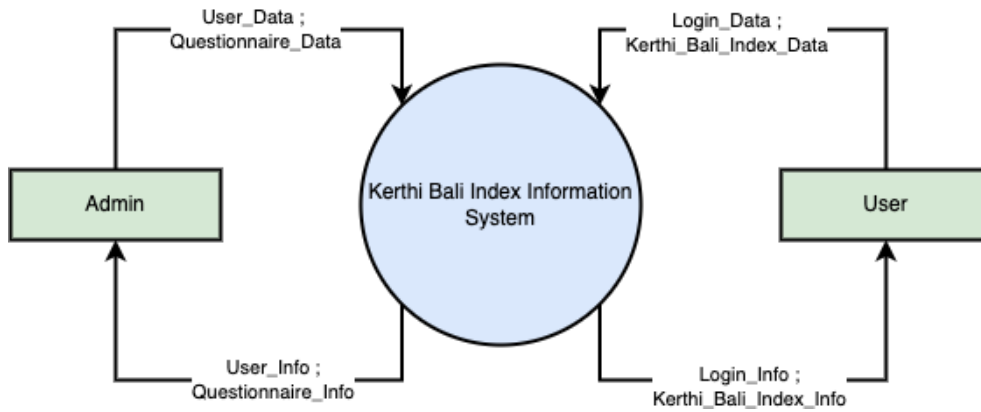 User_Data ;
Questionnaire_Data
Login_Data ;
Kerthi_Bali_Index_Data
Admin
Kerthi Bali Index Information
System
User
User_Info ;
Questionnaire_Info
Login_Info ;
Kerthi_Bali_Index_Info